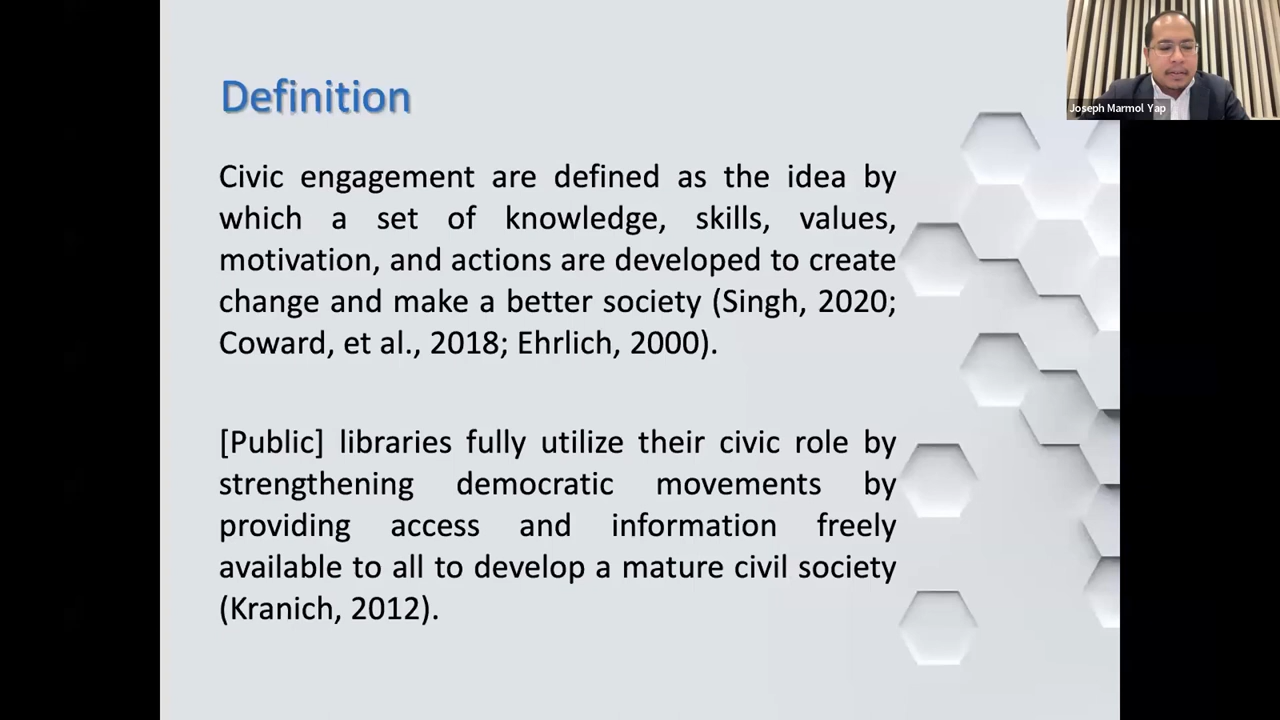 Definition
Civic engagement are defined as the idea by
which a set of knowledge, skills, values,
motivation, and actions are developed to create
change and make a better society (Singh, 2020;
Coward, et al., 2018; Ehrlich, 2000).
[Public] libraries fully utilize their civic role by
strengthening democratic movements by
providing access and information freely
available to all to develop a mature civil society
(Kranich, 2012).
Joseph Marmol Yap